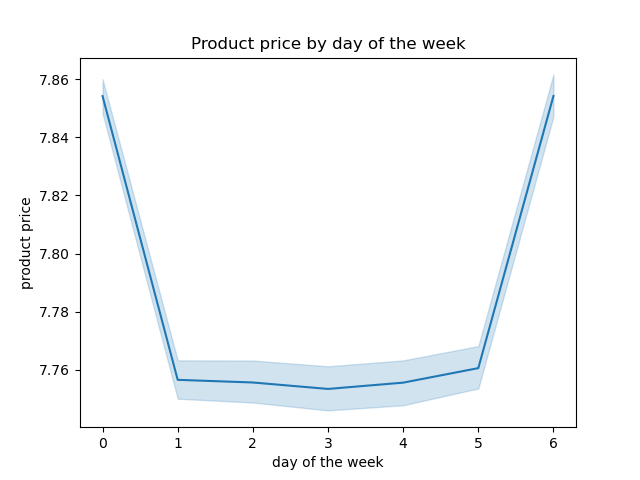 Product price by day of the week
7.86
7.84
7.82
7.80
7.78
7.76
product price
0 1 2 3 4 5 6
day of the week